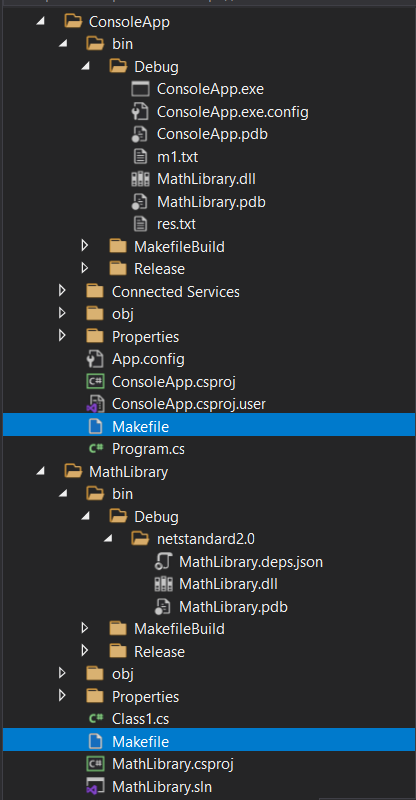 ConsoleApp
bin
Debug
ConsoleApp.exe
ConsoleApp.exe.config
ConsoleApp.pdb
m1.txt
MathLibrary.dll
MathLibrary.pdb
res.txt
MakefileBuild
Release
Connected Services
obj
Properties
App.config
C# ConsoleApp.csproj
ConsoleApp.csproj.user
Makefile
C# Program.cs
MathLibrary
bin
Debug
netstandard2.0
MathLibrary.deps.json
MathLibrary.dll
MathLibrary.pdb
MakefileBuild
Release
obj
Properties
C# Class1.cs
Makefile
C# MathLibrary.csproj
MathLibrary.sln